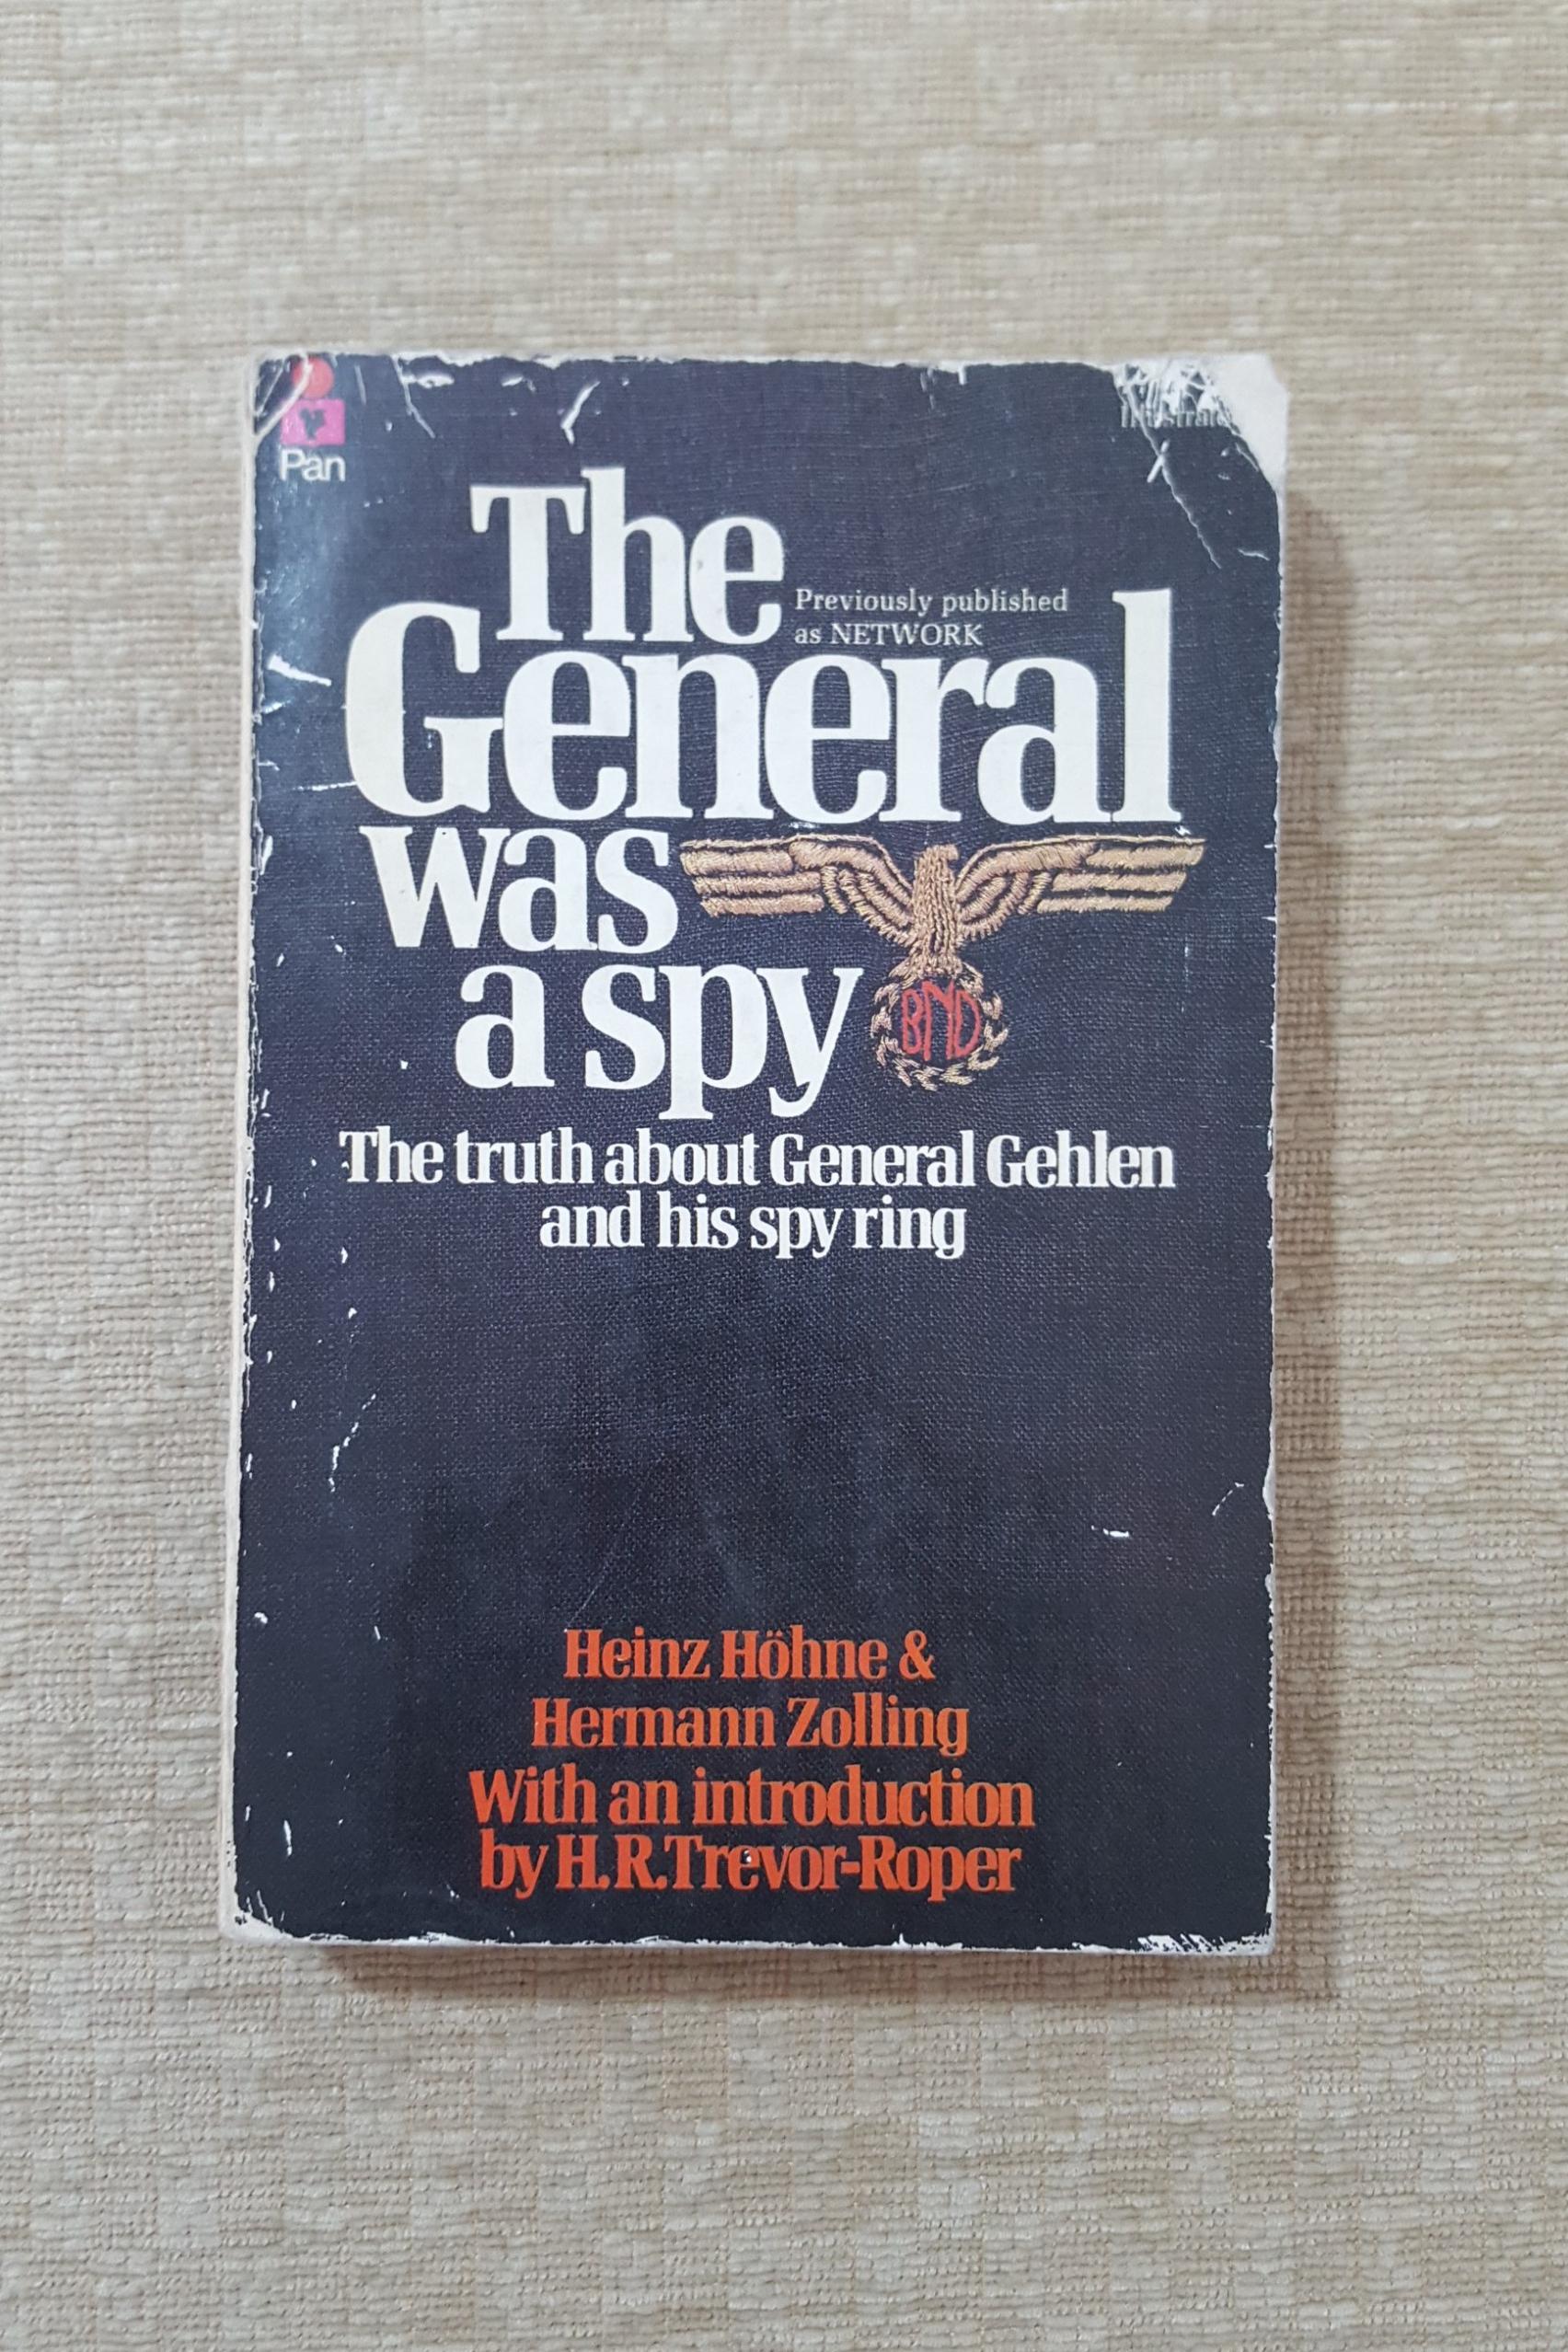 Pan
The
Previously published
as NETWORK
General
was
a spy
BND
The truth about General Gehlen
and his spy ring
Heinz Höhne &
Hermann Zolling
With an introduction
by H.R.Trevor-Roper